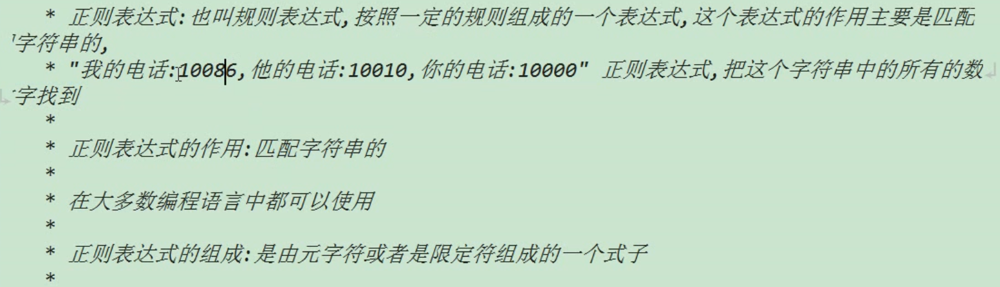 * 正则表达式:也叫规则表达式,按照一定的规则组成的一个表达式,这个表达式的作用主要是匹配
字符串的,
* "我的电话:10086,他的电话:10010,你的电话:10000" 正则表达式,把这个字符串中的所有的数
字找到
*
* 正则表达式的作用:匹配字符串的
*
* 在大多数编程语言中都可以使用
*
* 正则表达式的组成:是由元字符或者是限定符组成的一个式子
*